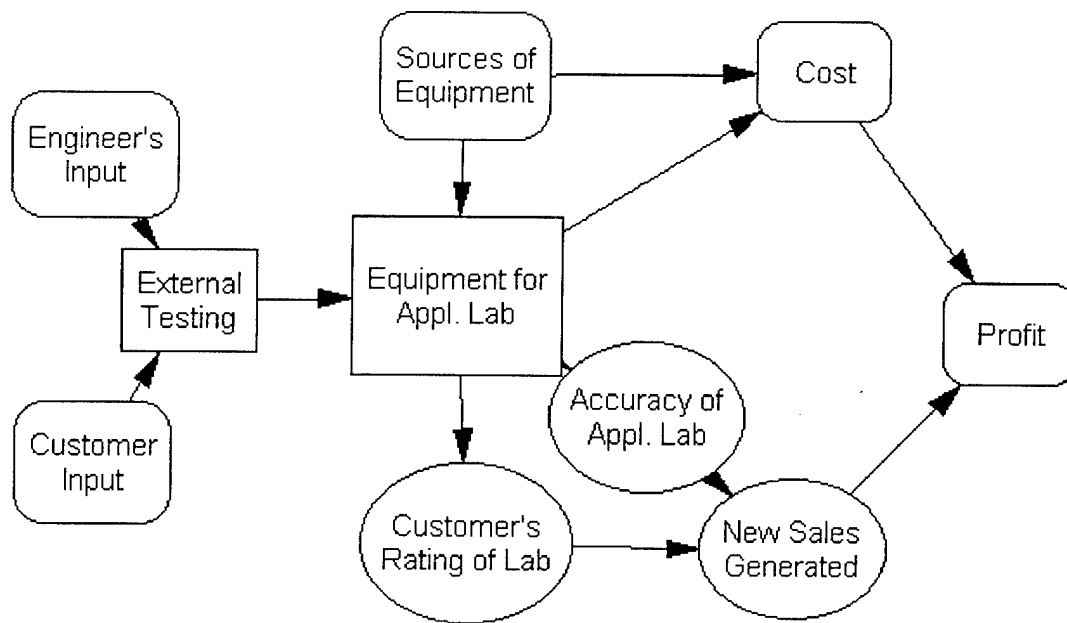 Sources of
Equipment
Cost
Engineer's
Input
External
Testing
Equipment for
Appl. Lab
Profit
Accuracy of
Appl. Lab
Customer
Input
Customer's
Rating of Lab
New Sales
Generated